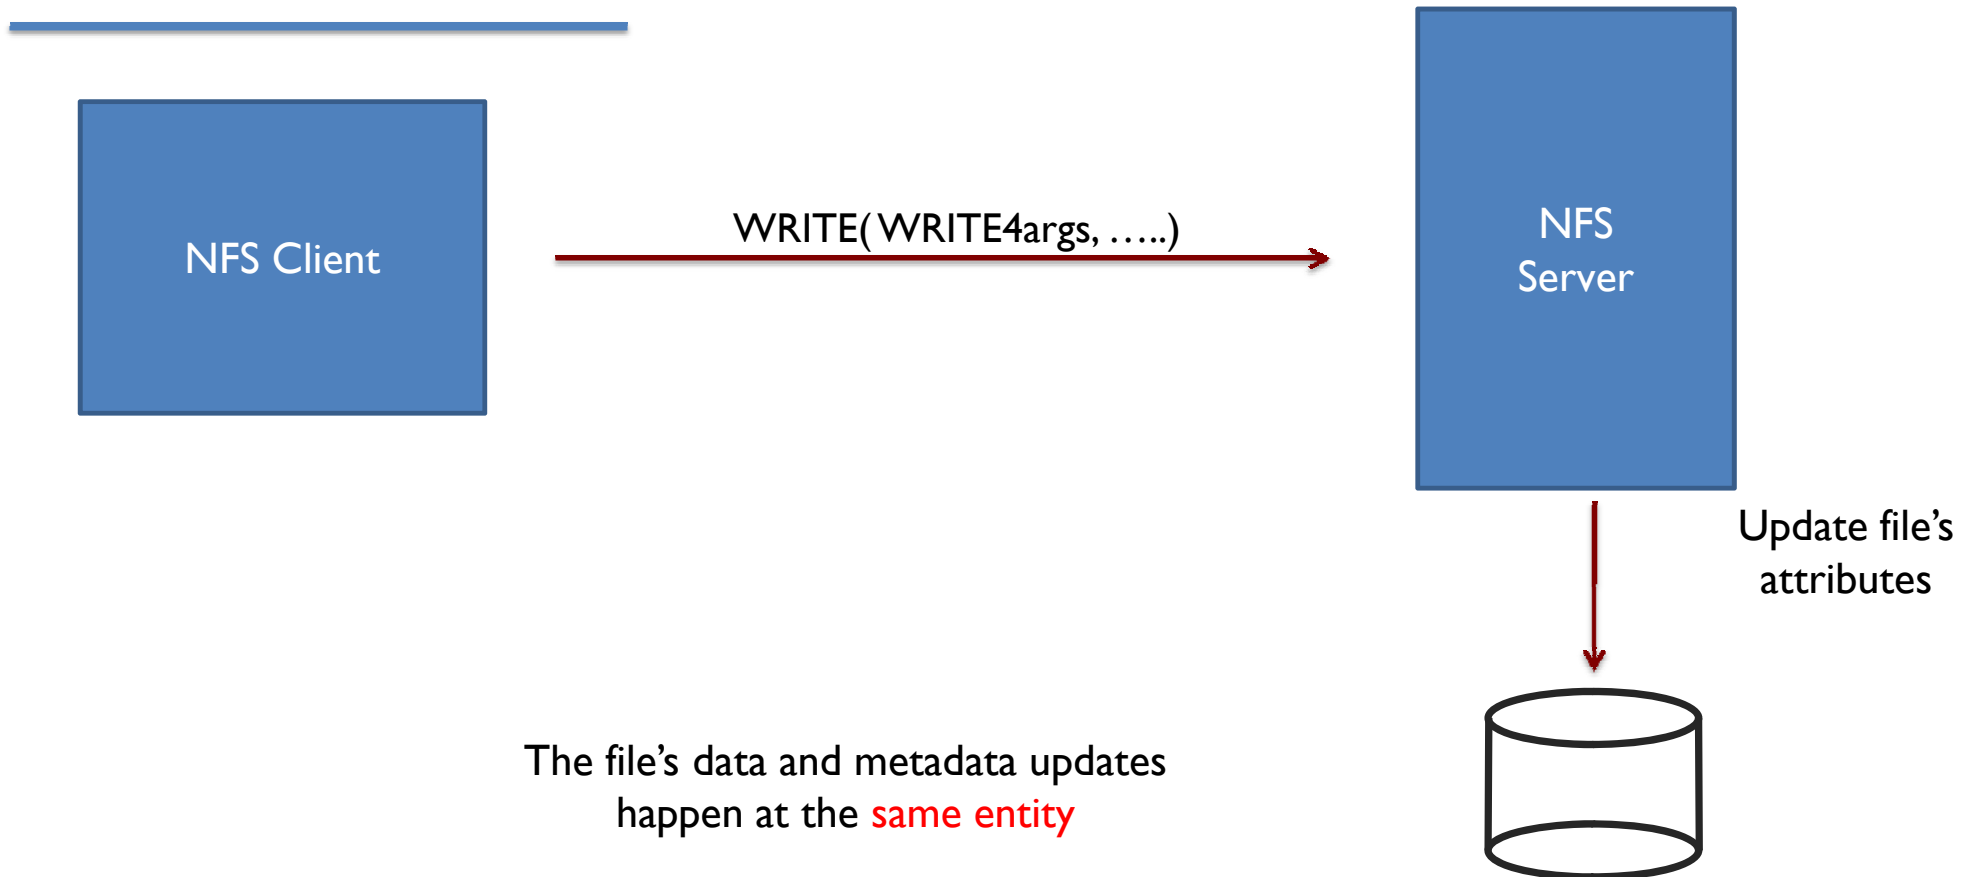 NFS Client
WRITE( WRITE4args, …..)
NFS
Server
Update file’s
attributes
The file’s data and metadata updates
happen at the same entity